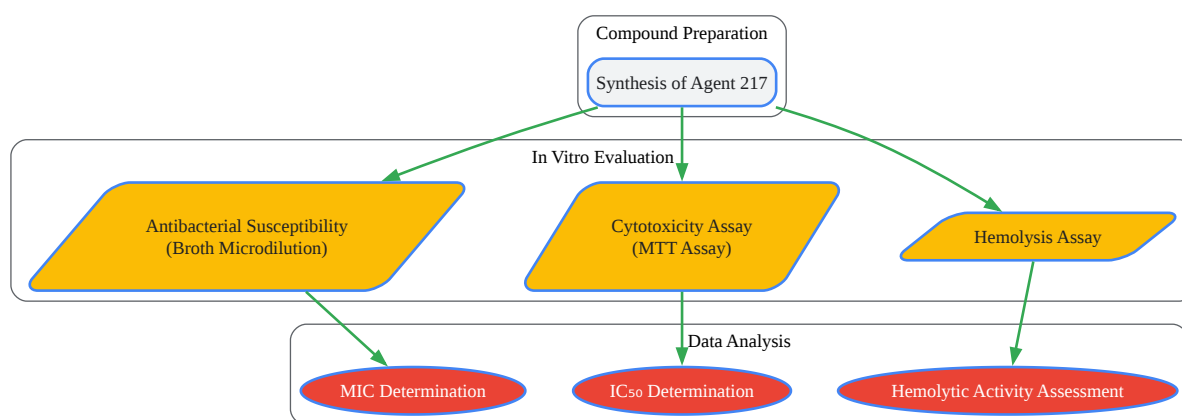 Compound Preparation
Synthesis of Agent 217
In Vitro Evaluation
Antibacterial Susceptibility
(Broth Microdilution)
Cytotoxicity Assay
(MTT Assay)
Hemolysis Assay
Data Analysis
MIC Determination
IC₅₀ Determination
Hemolytic Activity Assessment